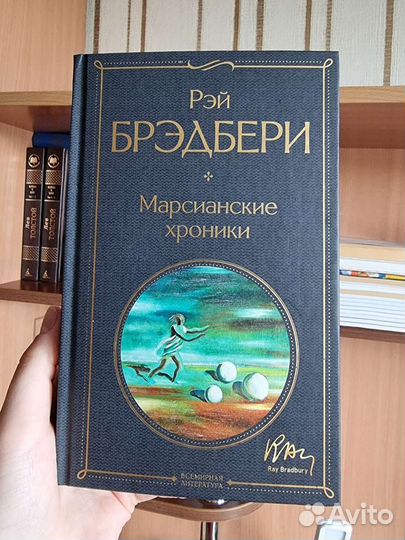 Рэй
БРЭДБЕРИ
Марсианские
хроники
Ray Bradbury
ВСЕМИРНАЯ
ЛИТЕРАТУРА
Лев
ТОЛСТОЙ
Лев
ТОЛСТОЙ
Avito